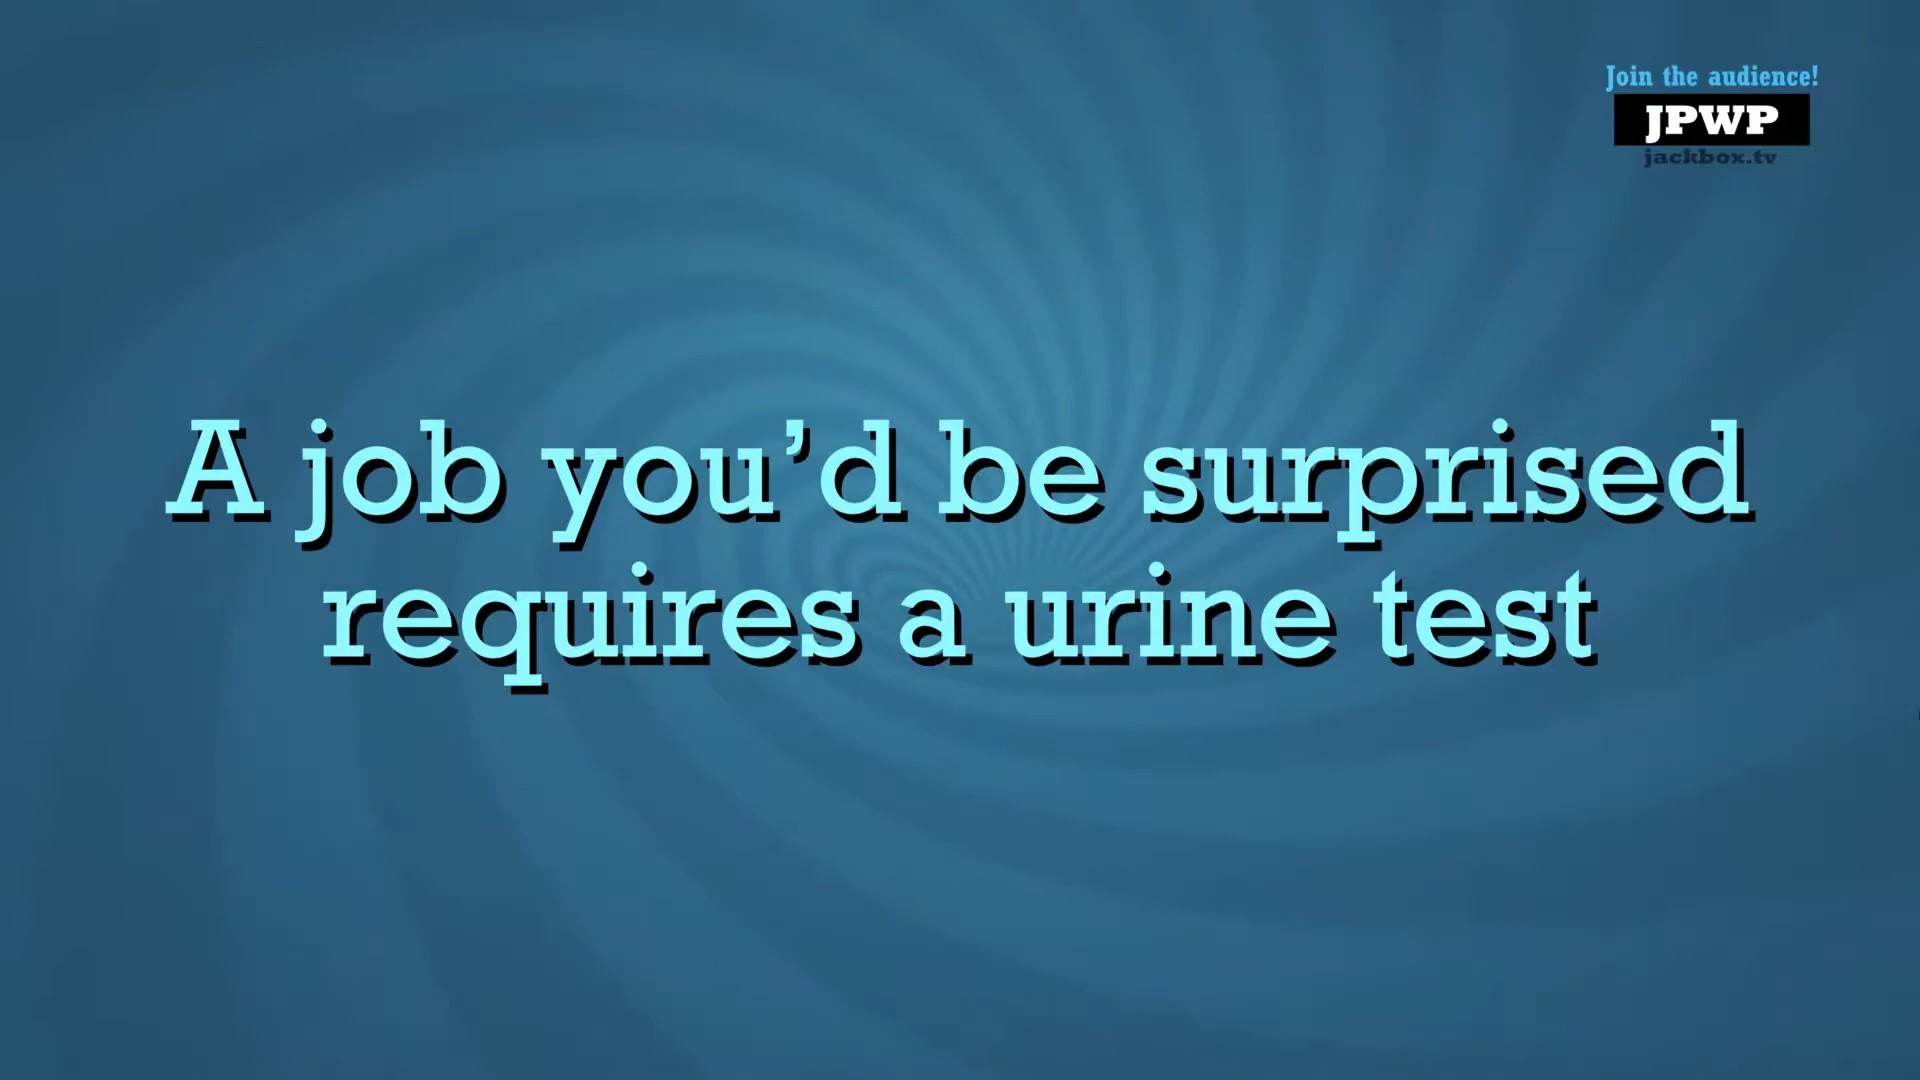 Join the audience!
JPWP
jackbox.tv
A job you’d be surprised
requires a urine test